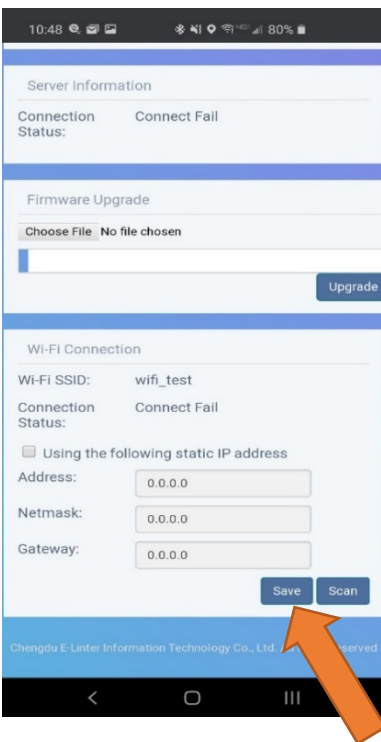 10:48 80%
Server Information
Connection Status: Connect Fail
Firmware Upgrade
Choose File No file chosen
Upgrade
Wi-Fi Connection
Wi-Fi SSID: wifi_test
Connection Status: Connect Fail
Using the following static IP address
Address: 0.0.0.0
Netmask: 0.0.0.0
Gateway: 0.0.0.0
Save Scan
Chengdu E-Linter Information Technology Co., Ltd.